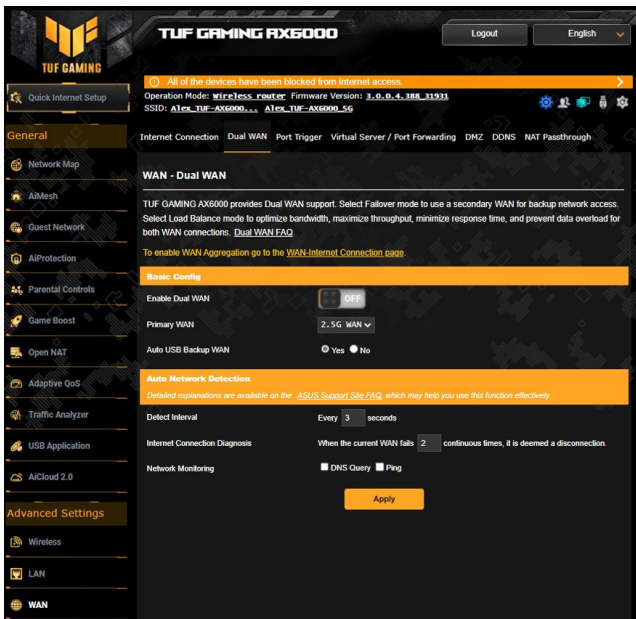 TUF GAMING
TUF GAMING AX6000
Logout
English
All of the devices have been blocked from Internet access.
Quick Internet Setup
Operation Mode: Wireless router Firmware Version: 3.0.0.4.388_31931
SSID: Alex_TUF-AX6000... Alex_TUF-AX6000_5G
General
Network Map
AiMesh
Guest Network
AiProtection
Parental Controls
Game Boost
Open NAT
Adaptive QoS
Traffic Analyzer
USB Application
AiCloud 2.0
Advanced Settings
Wireless
LAN
WAN
Internet Connection Dual WAN Port Trigger Virtual Server / Port Forwarding DMZ DDNS NAT Passthrough
WAN - Dual WAN
TUF GAMING AX6000 provides Dual WAN support. Select Failover mode to use a secondary WAN for backup network access.
Select Load Balance mode to optimize bandwidth, maximize throughput, minimize response time, and prevent data overload for
both WAN connections. Dual WAN FAQ
To enable WAN Aggregation go to the WAN-Internet Connection page.
Basic Config
Enable Dual WAN OFF
Primary WAN 2.5G WAN
Auto USB Backup WAN Yes No
Auto Network Detection
Detailed explanations are available on the ASUS Support Site FAQ, which may help you use this function effectively
Detect Interval Every 3 seconds
Internet Connection Diagnosis When the current WAN fails 2 continuous times, it is deemed a disconnection.
Network Monitoring DNS Query Ping
Apply